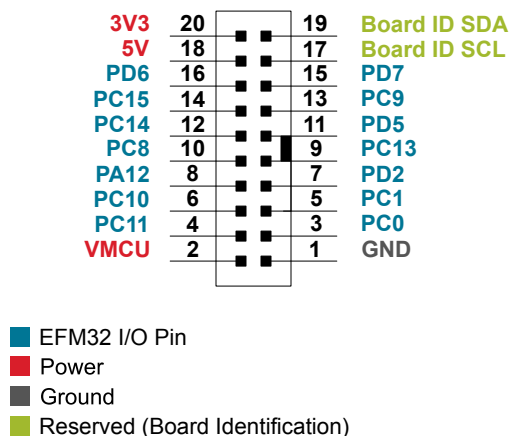 3V3 20 19 Board ID SDA
5V 18 17 Board ID SCL
PD6 16 15 PD7
PC15 14 13 PC9
PC14 12 11 PD5
PC8 10 9 PC13
PA12 8 7 PD2
PC10 6 5 PC1
PC11 4 3 PC0
VMCU 2 1 GND
EFM32 I/O Pin
Power
Ground
Reserved (Board Identification)